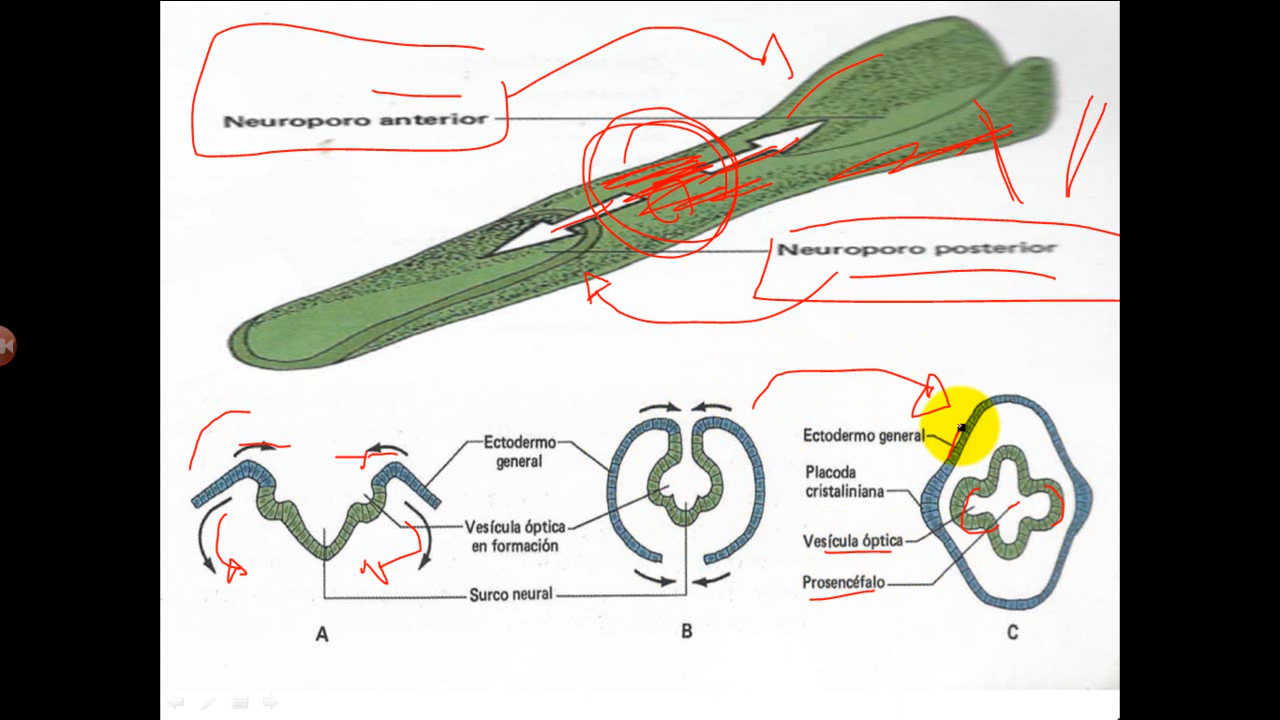 Neuroporo anterior
Neuroporo posterior
Ectodermo
general
Vesícula óptica
en formación
Surco neural
Ectodermo general
Placoda
cristaliniana
Vesícula óptica
Prosencéfalo
A
B
C